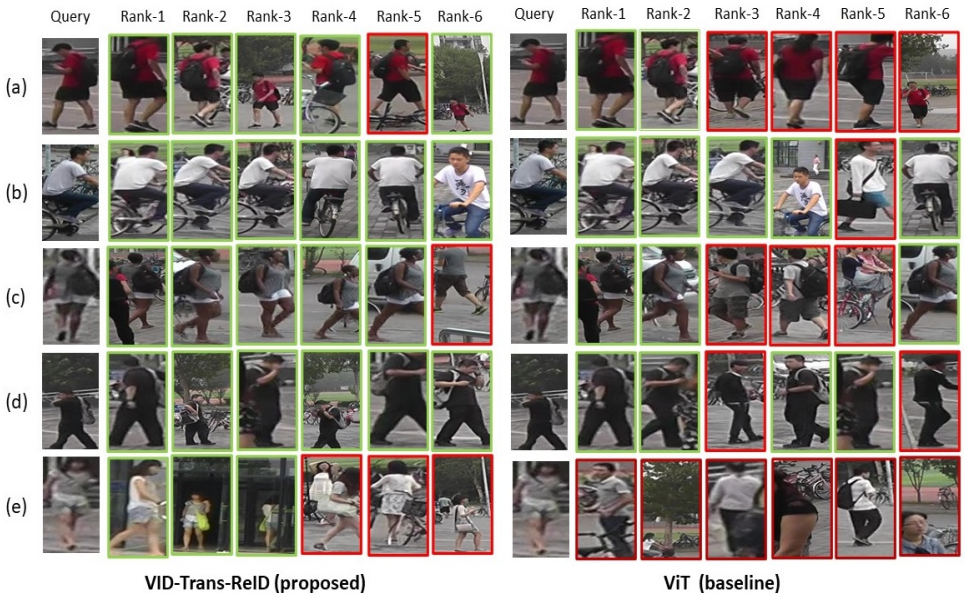 Query Rank-1 Rank-2 Rank-3 Rank-4 Rank-5 Rank-6 Query Rank-1 Rank-2 Rank-3 Rank-4 Rank-5 Rank-6
(a)
(b)
(c)
(d)
(e)
VID-Trans-ReID (proposed) ViT (baseline)